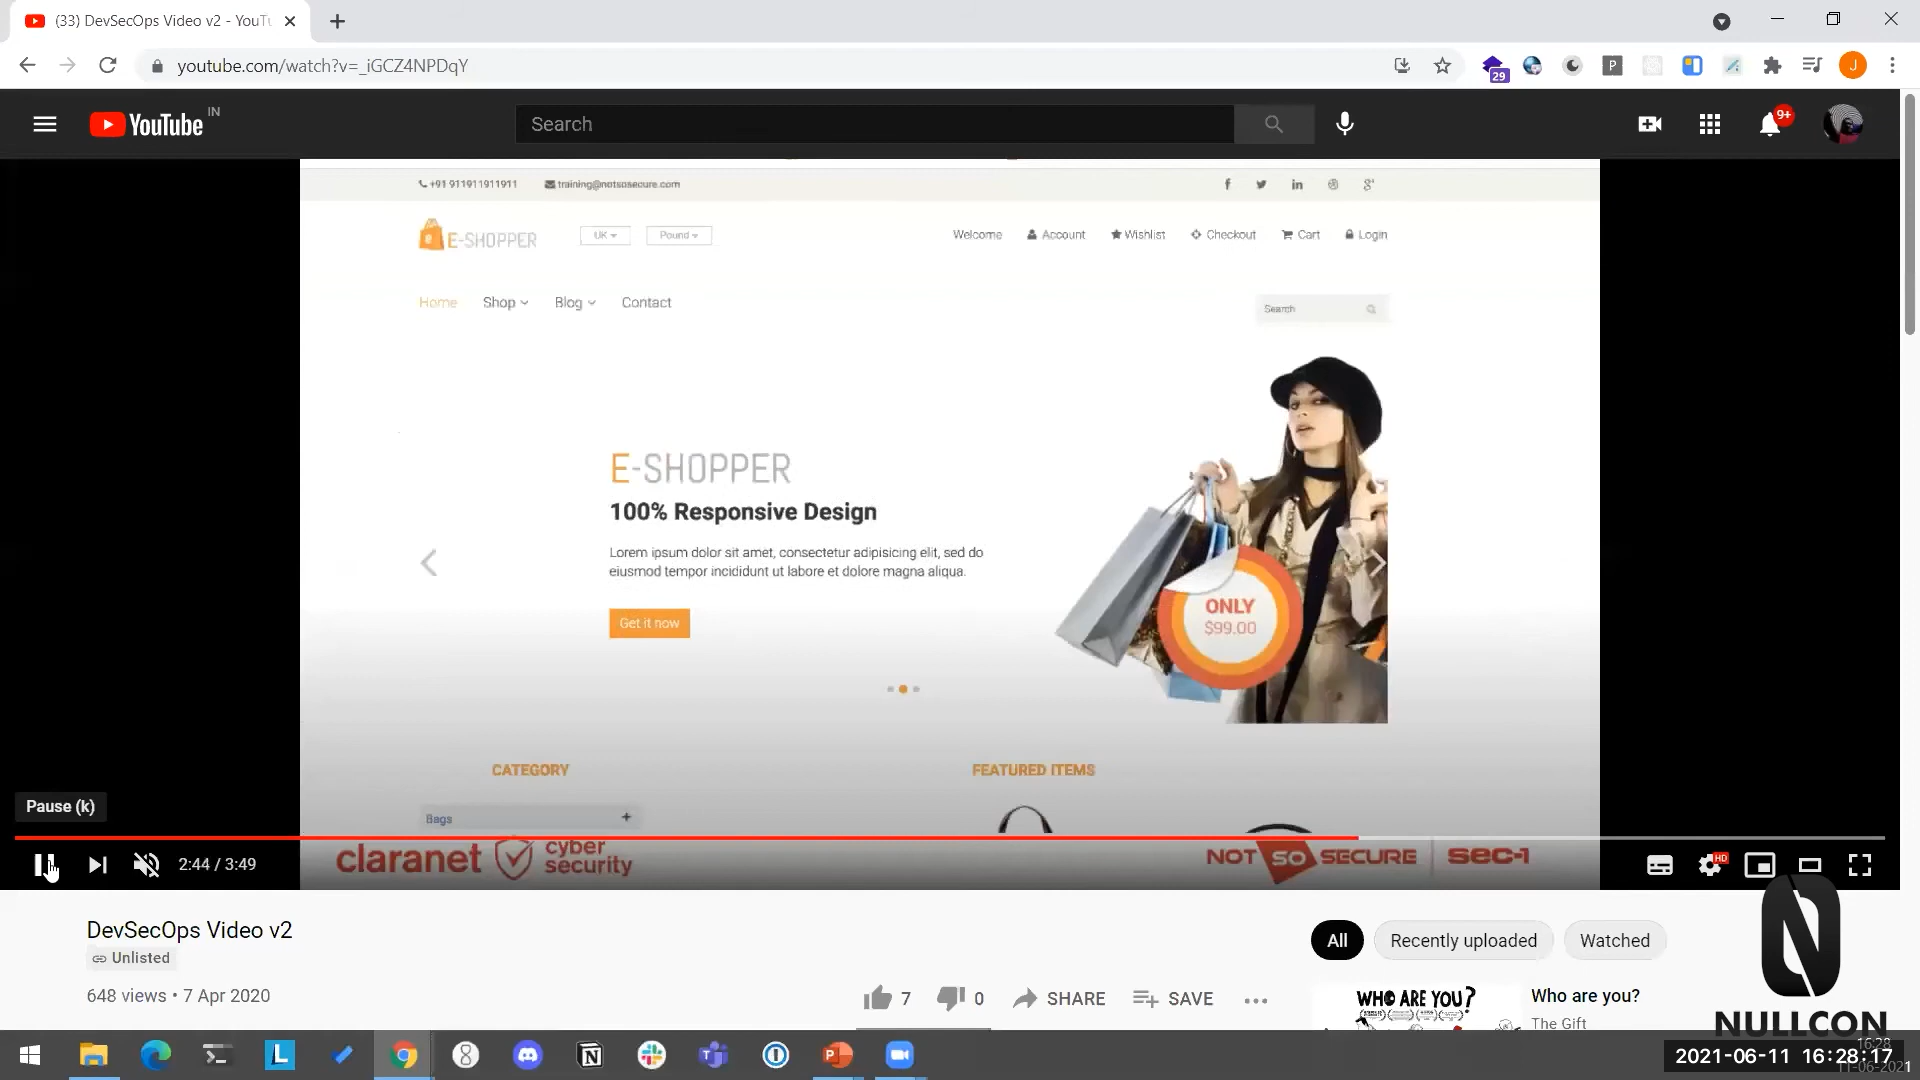 (33) DevSecOps Video v2 - YouTu
youtube.com/watch?v=_iGCZ4NPDqY
29
P
J
YouTube IN
Search
9+
+91 911911911911
training@notsosecure.com
E-SHOPPER
UK
Pound
Welcome
Account
Wishlist
Checkout
Cart
Login
Home
Shop
Blog
Contact
Search
E-SHOPPER
100% Responsive Design
Lorem ipsum dolor sit amet, consectetur adipisicing elit, sed do
eiusmod tempor incididunt ut labore et dolore magna aliqua.
Get it now
ONLY
$99.00
CATEGORY
FEATURED ITEMS
Bags
Pause (k)
2:44 / 3:49
claranet cyber
security
NOT SO SECURE
sec-1
HD
DevSecOps Video v2
Unlisted
648 views • 7 Apr 2020
7
0
SHARE
SAVE
All
Recently uploaded
Watched
WHO ARE YOU?
Who are you?
The Gift
NULLCON
16:28
2021-06-11 16:28:17